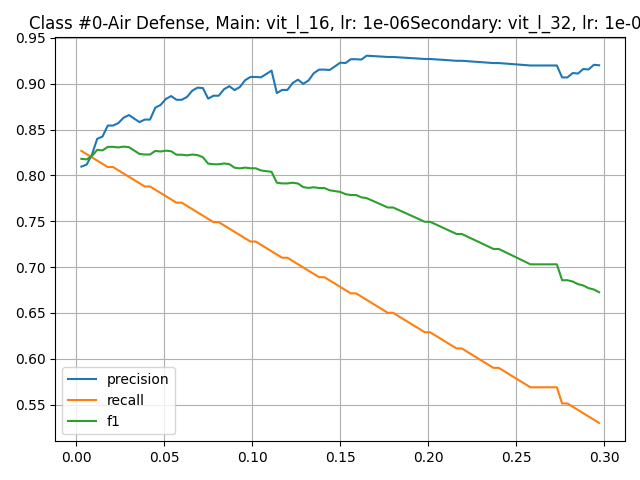 Class #0-Air Defense, Main: vit_l_16, lr: 1e-06Secondary: vit_l_32, lr: 1e-0
0.95
0.90
0.85
0.80
0.75
0.70
0.65
0.60
0.55
precision
recall
f1
0.00 0.05 0.10 0.15 0.20 0.25 0.30